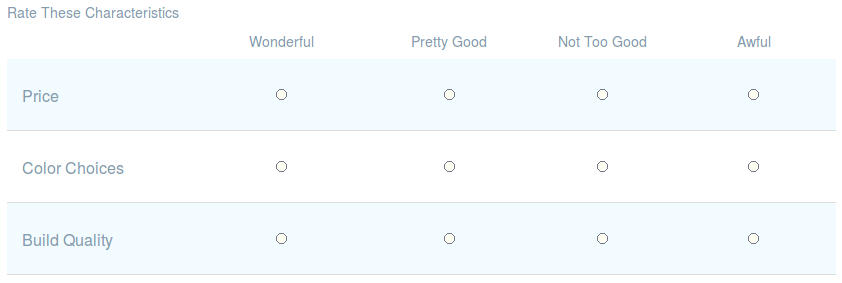 Rate These Characteristics
Wonderful Pretty Good Not Too Good Awful
Price
Color Choices
Build Quality